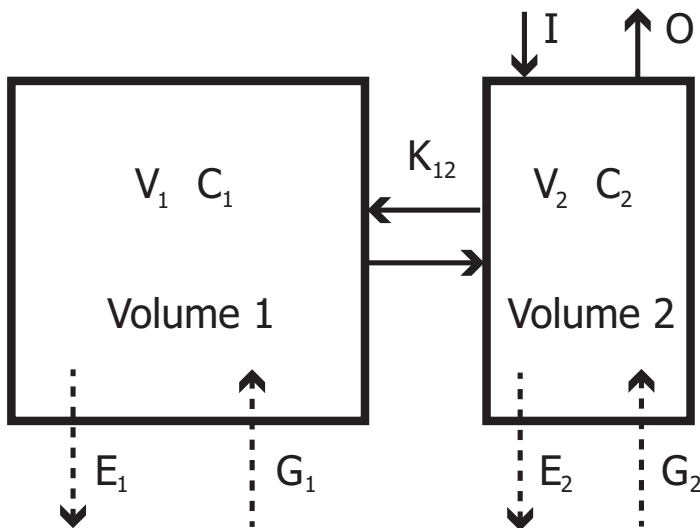 I O
K₁₂
V₁ C₁
V₂ C₂
Volume 1
Volume 2
E₁
G₁
E₂
G₂